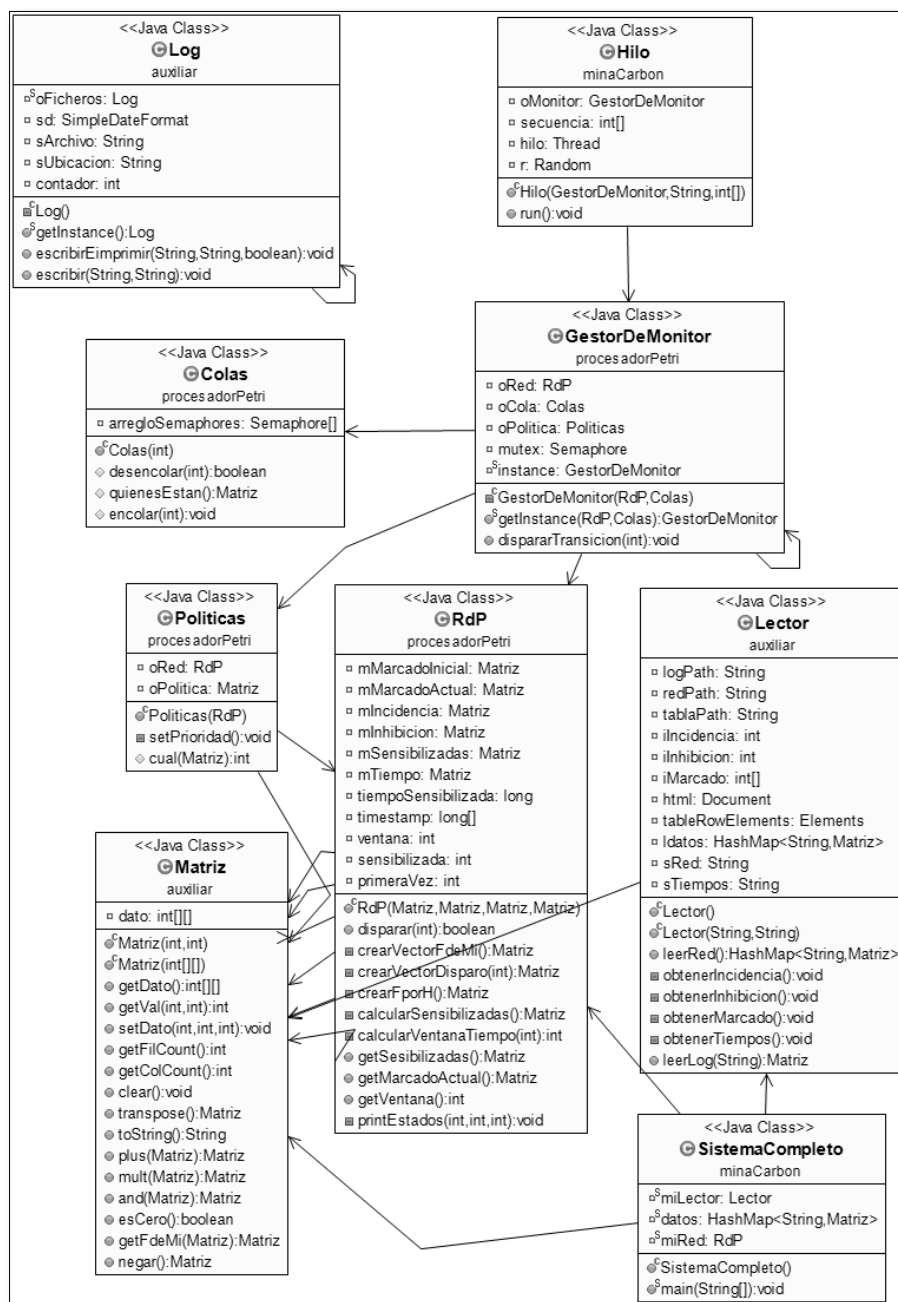 <<Java Class>>
Log
auxiliar
oFicheros: Log
sd: SimpleDateFormat
sArchivo: String
sUbicacion: String
contador: int
Log()
getInstance():Log
escribirEimprimir(String,String,boolean):void
escribir(String,String):void
<<Java Class>>
Hilo
minaCarbon
oMonitor: GestorDeMonitor
secuencia: int[]
hilo: Thread
r: Random
Hilo(GestorDeMonitor,String,int[])
run():void
<<Java Class>>
GestorDeMonitor
procesadorPetri
oRed: RdP
oCola: Colas
oPolitica: Politicas
mutex: Semaphore
instance: GestorDeMonitor
GestorDeMonitor(RdP,Colas)
getInstance(RdP,Colas):GestorDeMonitor
dispararTransicion(int):void
<<Java Class>>
Colas
procesadorPetri
arregloSemaphores: Semaphore[]
Colas(int)
desencolar(int):boolean
quienesEstan():Matriz
encolar(int):void
<<Java Class>>
Politicas
procesadorPetri
oRed: RdP
oPolitica: Matriz
Politicas(RdP)
setPrioridad():void
cual(Matriz):int
<<Java Class>>
RdP
procesadorPetri
mMarcadoInicial: Matriz
mMarcadoActual: Matriz
mIncidencia: Matriz
mInhibicion: Matriz
mSensibilizadas: Matriz
mTiempo: Matriz
tiempoSensibilizada: long
timestamp: long[]
ventana: int
sensibilizada: int
primeraVez: int
RdP(Matriz,Matriz,Matriz,Matriz)
disparar(int):boolean
crearVectorFdeMi():Matriz
crearVectorDisparo(int):Matriz
crearFporH():Matriz
calcularSensibilizadas():Matriz
calcularVentanaTiempo(int):int
getSesibilizadas():Matriz
getMarcadoActual():Matriz
getVentana():int
printEstados(int,int,int):void
<<Java Class>>
Lector
auxiliar
logPath: String
redPath: String
tablaPath: String
iIncidencia: int
iInhibicion: int
iMarcado: int[]
html: Document
tableRowElements: Elements
ldatos: HashMap<String,Matriz>
sRed: String
sTiempos: String
Lector()
Lector(String,String)
leerRed():HashMap<String,Matriz>
obtenerIncidencia():void
obtenerInhibicion():void
obtenerMarcado():void
obtenerTiempos():void
leerLog(String):Matriz
<<Java Class>>
Matriz
auxiliar
dato: int[][]
Matriz(int,int)
Matriz(int[][])
getDato():int[][]
getVal(int,int):int
setDato(int,int,int):void
getFilCount():int
getColCount():int
clear():void
transpose():Matriz
toString():String
plus(Matriz):Matriz
mult(Matriz):Matriz
and(Matriz):Matriz
esCero():boolean
getFdeMi(Matriz):Matriz
negar():Matriz
<<Java Class>>
SistemaCompleto
minaCarbon
miLector: Lector
datos: HashMap<String,Matriz>
miRed: RdP
SistemaCompleto()
main(String[]):void